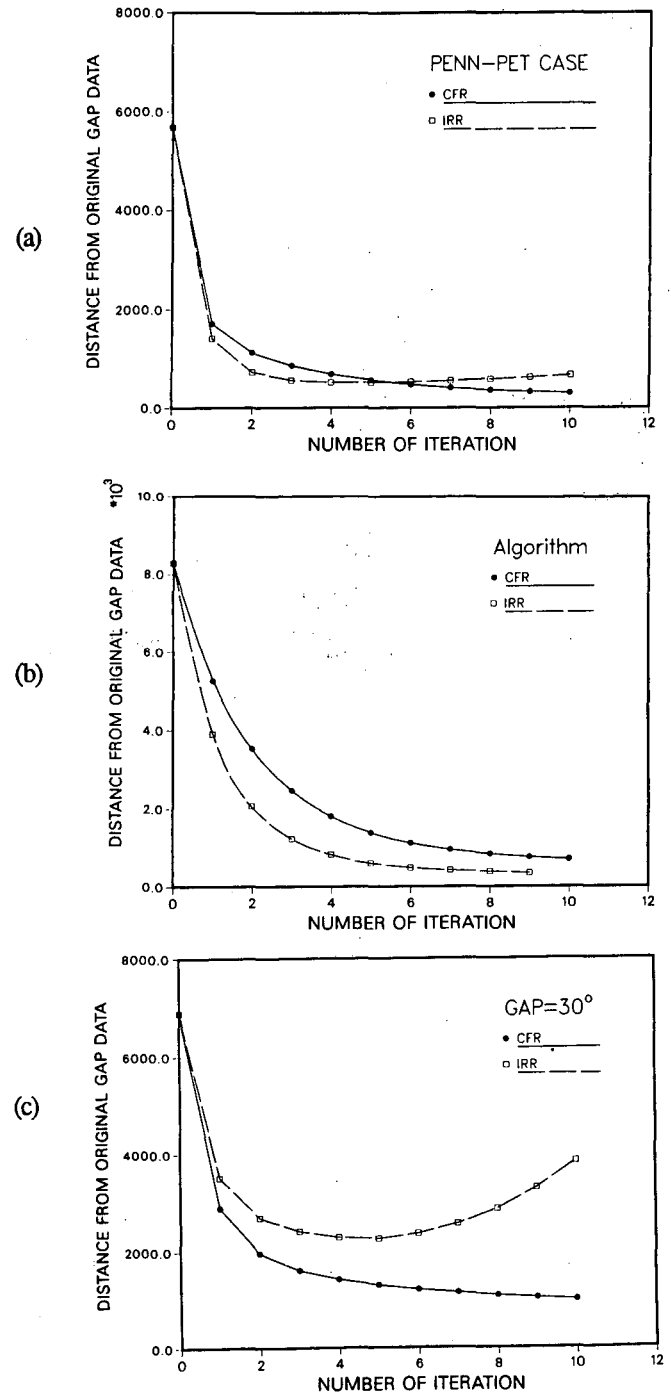 (a)
DISTANCE FROM ORIGINAL GAP DATA
8000.0
6000.0
4000.0
2000.0
0.0
PENN-PET CASE
CFR
IRR
0 2 4 6 8 10 12
NUMBER OF ITERATION
(b)
DISTANCE FROM ORIGINAL GAP DATA *10³
10.0
8.0
6.0
4.0
2.0
0.0
Algorithm
CFR
IRR
0 2 4 6 8 10 12
NUMBER OF ITERATION
(c)
DISTANCE FROM ORIGINAL GAP DATA
8000.0
6000.0
4000.0
2000.0
0.0
GAP=30°
CFR
IRR
0 2 4 6 8 10 12
NUMBER OF ITERATION